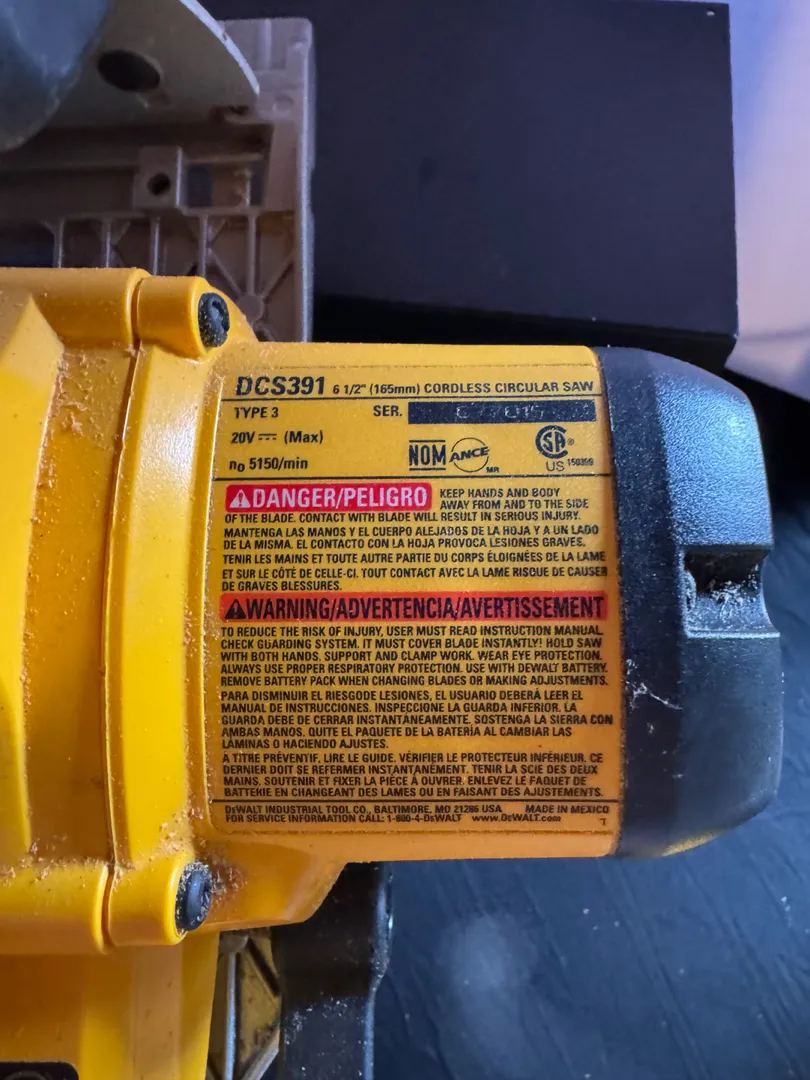 DCS391 6 1/2" (165mm) CORDLESS CIRCULAR SAW
TYPE 3 SER.
20V ⎓ (Max) NOM ANCE MR SA ® US 150399
n0 5150/min
DANGER/PELIGRO KEEP HANDS AND BODY
AWAY FROM AND TO THE SIDE
OF THE BLADE. CONTACT WITH BLADE WILL RESULT IN SERIOUS INJURY.
MANTENGA LAS MANOS Y EL CUERPO ALEJADOS DE LA HOJA Y A UN LADO
DE LA MISMA. EL CONTACTO CON LA HOJA PROVOCA LESIONES GRAVES.
TENIR LES MAINS ET TOUTE AUTRE PARTIE DU CORPS ÉLOIGNÉES DE LA LAME
ET SUR LE CÔTÉ DE CELLE-CI. TOUT CONTACT AVEC LA LAME RISQUE DE CAUSER
DE GRAVES BLESSURES.
WARNING/ADVERTENCIA/AVERTISSEMENT
TO REDUCE THE RISK OF INJURY, USER MUST READ INSTRUCTION MANUAL.
CHECK GUARDING SYSTEM. IT MUST COVER BLADE INSTANTLY! HOLD SAW
WITH BOTH HANDS. SUPPORT AND CLAMP WORK. WEAR EYE PROTECTION.
ALWAYS USE PROPER RESPIRATORY PROTECTION. USE WITH DEWALT BATTERY.
REMOVE BATTERY PACK WHEN CHANGING BLADES OR MAKING ADJUSTMENTS.
PARA DISMINUIR EL RIESGODE LESIONES, EL USUARIO DEBERÁ LEER EL
MANUAL DE INSTRUCCIONES. INSPECCIONE LA GUARDA INFERIOR. LA
GUARDA DEBE DE CERRAR INSTANTANEAMENTE. SOSTENGA LA SIERRA CON
AMBAS MANOS. QUITE EL PAQUETE DE LA BATERÍA AL CAMBIAR LAS
LÁMINAS O HACIENDO AJUSTES.
À TITRE PRÉVENTIF, LIRE LE GUIDE. VÉRIFIER LE PROTECTEUR INFÉRIEUR. CE
DERNIER DOIT SE REFERMER INSTANTANÉMENT. TENIR LA SCIE DES DEUX
MAINS. SOUTENIR ET FIXER LA PIÈCE À OUVRER. ENLEVEZ LE PAQUET DE
BATTERIE EN CHANGEANT DES LAMES OU EN FAISANT DES AJUSTEMENTS.
DEWALT INDUSTRIAL TOOL CO., BALTIMORE, MD 21286 USA MADE IN MEXICO
FOR SERVICE INFORMATION CALL: 1-800-4-DEWALT www.DEWALT.com 1